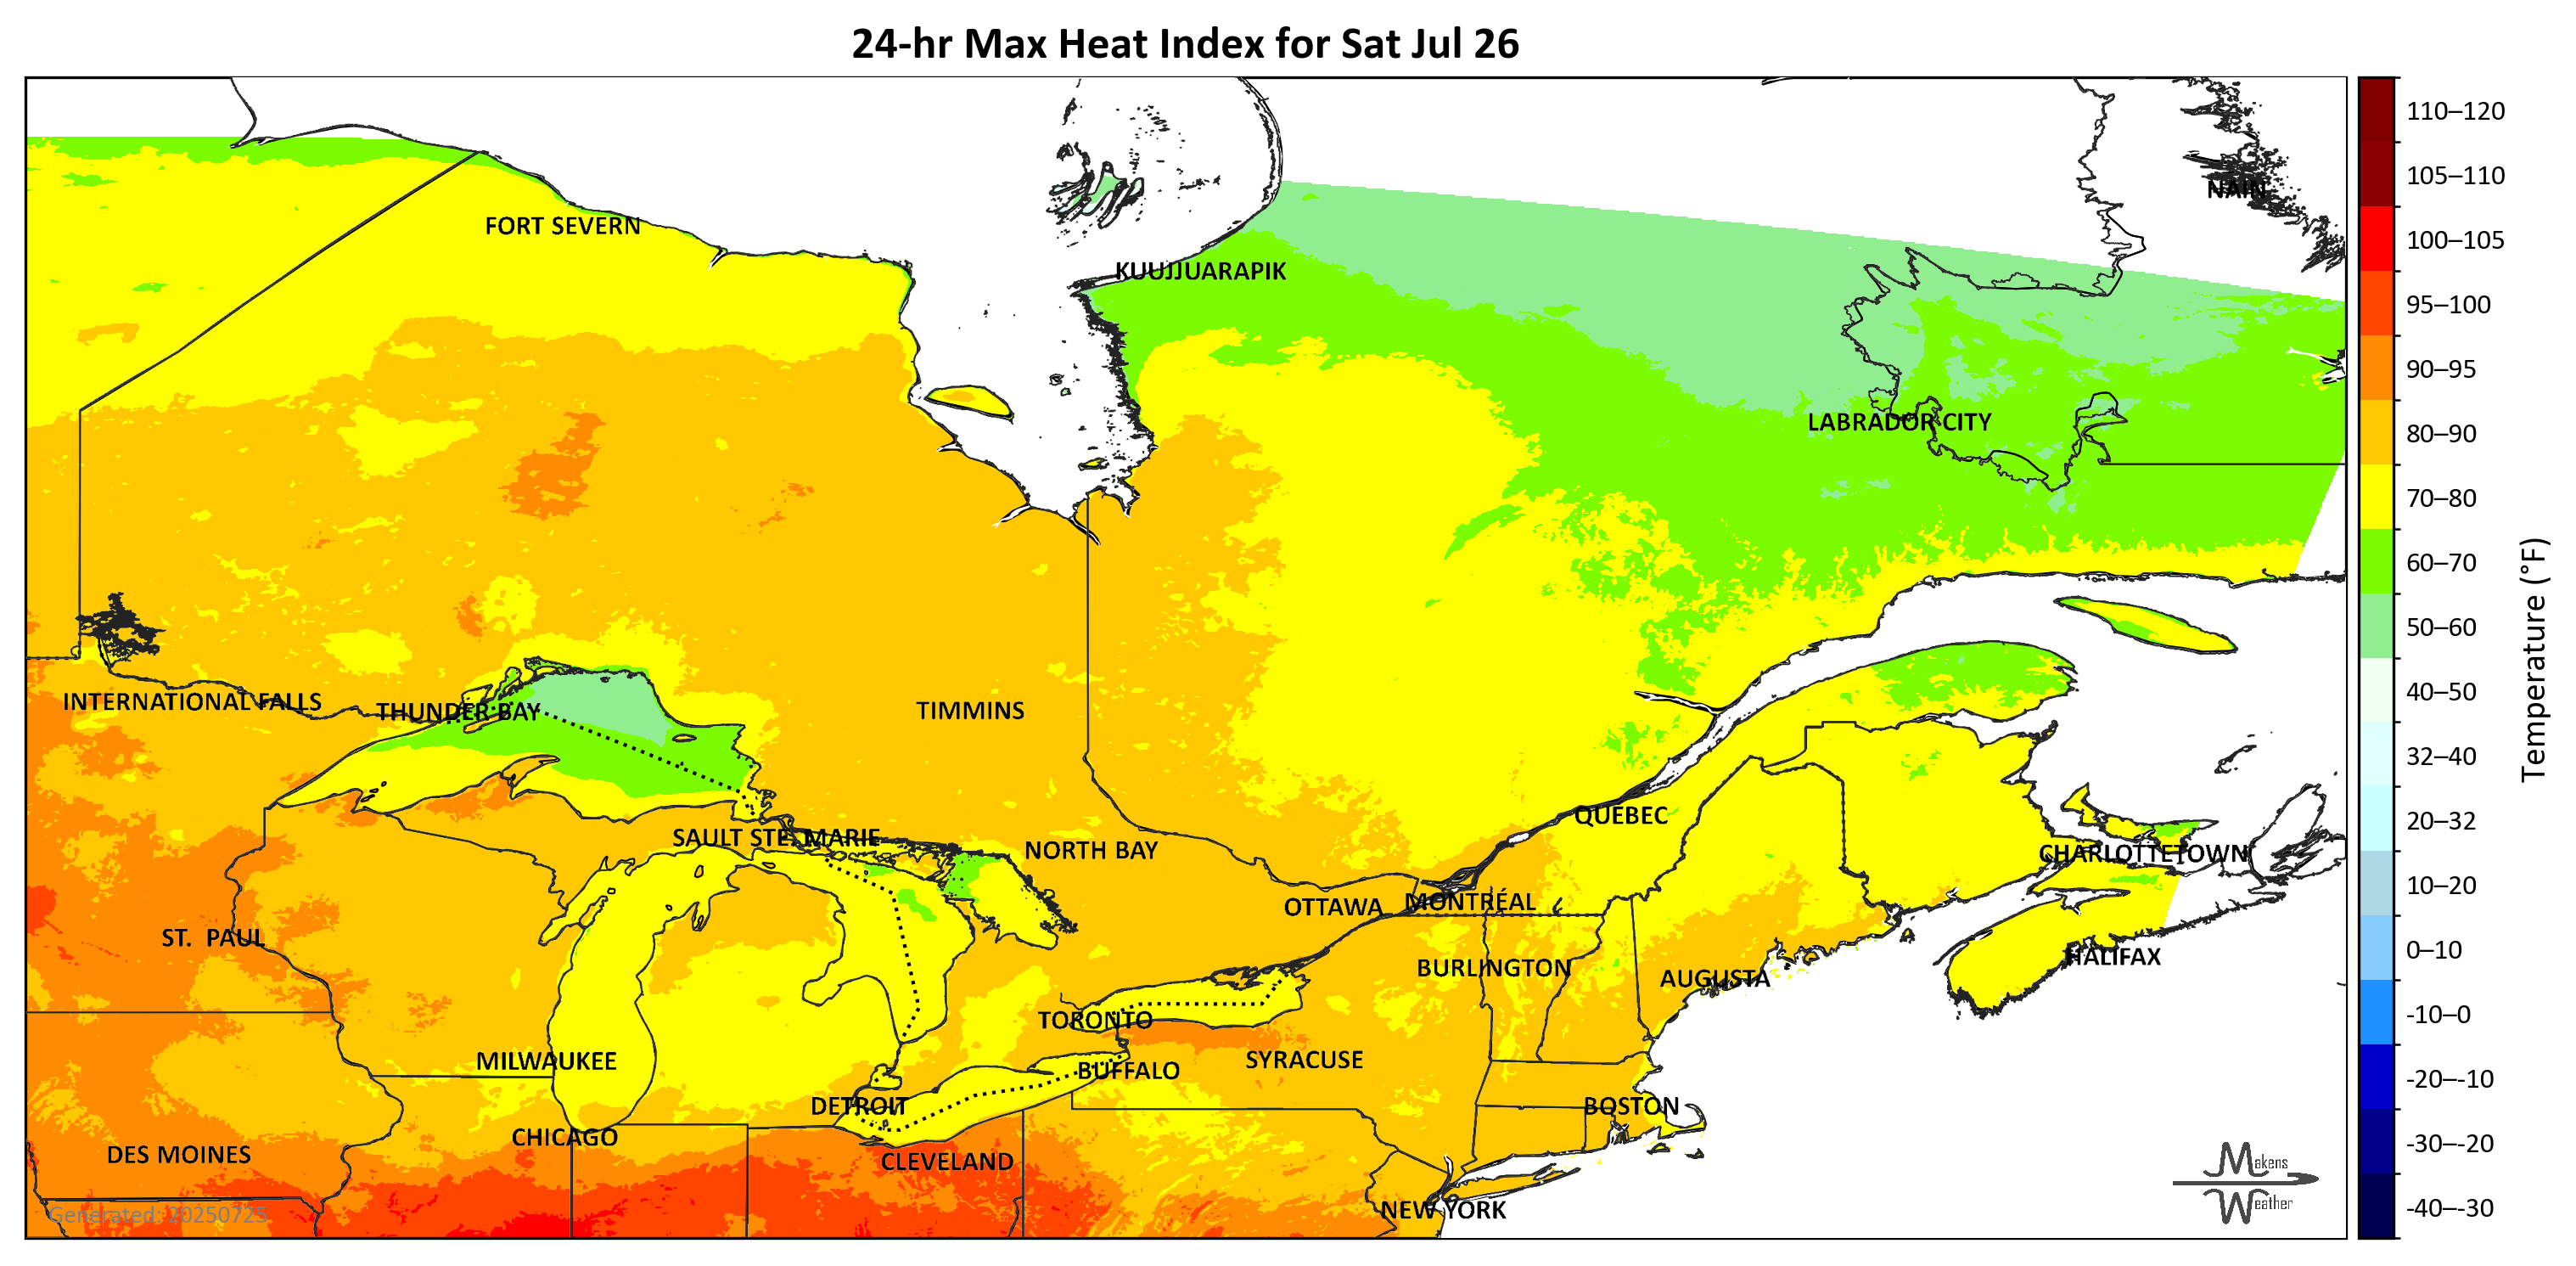 24-hr Max Heat Index for Sat Jul 26
110–120
105–110
NAIN
FORT SEVERN
100–105
KUUJJUARAPIK
95–100
90–95
LABRADOR CITY
80–90
70–80
60–70
50–60
Temperature (°F)
40–50
INTERNATIONAL FALLS
THUNDER BAY
TIMMINS
32–40
QUEBEC
20–32
SAULT STE. MARIE
NORTH BAY
CHARLOTTETOWN
10–20
OTTAWA
MONTRÉAL
ST.  PAUL
0–10
HALIFAX
BURLINGTON
AUGUSTA
-10–0
TORONTO
MILWAUKEE
SYRACUSE
BUFFALO
-20–-10
DETROIT
BOSTON
CHICAGO
-30–-20
DES MOINES
CLEVELAND
Makens
Weather
-40–-30
NEW YORK
Generated: 20250725